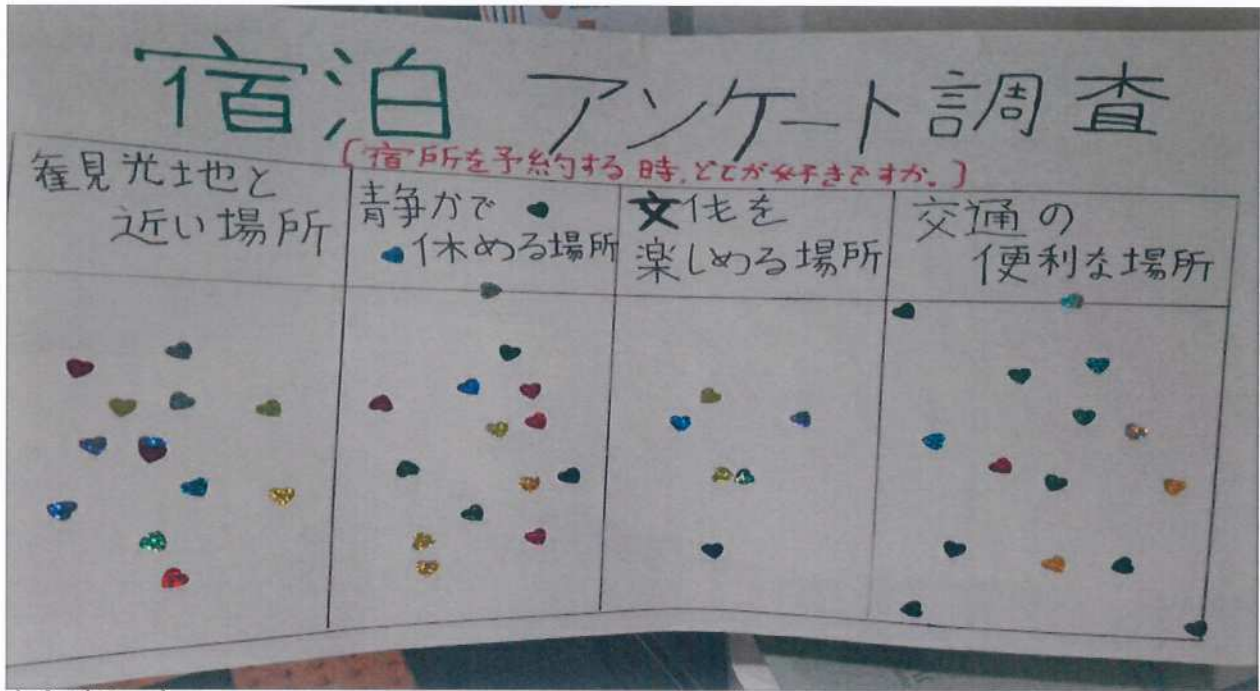 宿泊 アンケート調査
〔宿所を予約する時、どこが好きですか。〕
観光地と
近い場所
静かで
休める場所
文化を
楽しめる場所
交通の
便利な場所